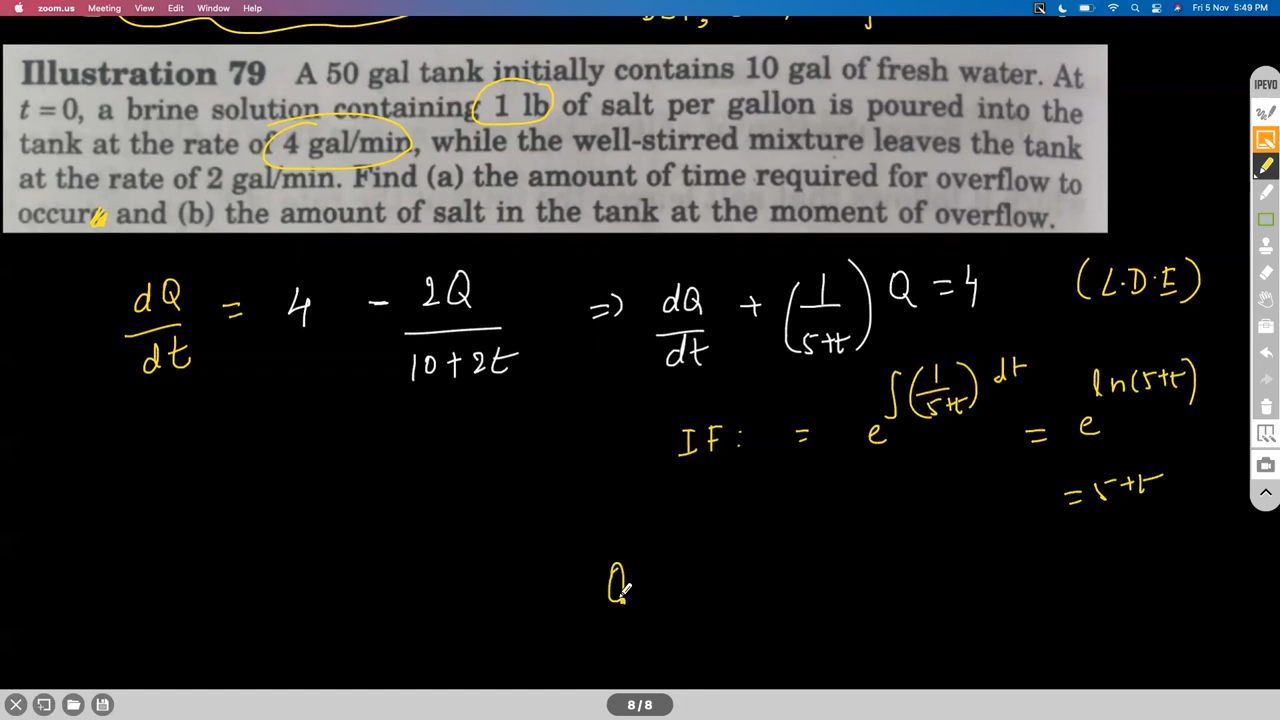 zoom.us Meeting View Edit Window Help Fri 5 Nov 5:49 PM
Illustration 79 A 50 gal tank initially contains 10 gal of fresh water. At
t = 0, a brine solution containing 1 lb of salt per gallon is poured into the
tank at the rate of 4 gal/min, while the well-stirred mixture leaves the tank
at the rate of 2 gal/min. Find (a) the amount of time required for overflow to
occur, and (b) the amount of salt in the tank at the moment of overflow.
dQ/dt = 4 - 2Q/(10+2t) => dQ/dt + (1/(5+t)) Q = 4 (L.D.E)
IF: = e^∫(1/(5+t)) dt = e^ln(5+t)
= 5+t
Q
8 / 8
IPEVO